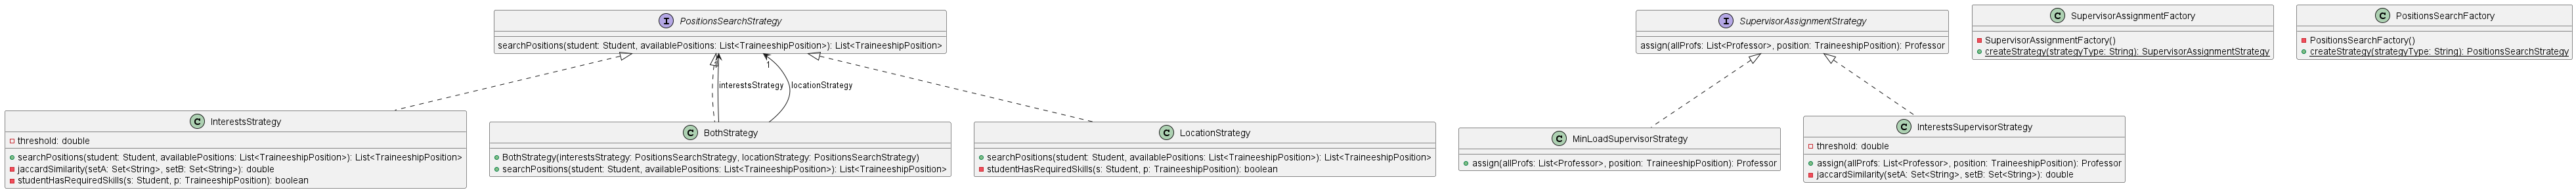 I PositionsSearchStrategy
searchPositions(student: Student, availablePositions: List<TraineeshipPosition>): List<TraineeshipPosition>
I SupervisorAssignmentStrategy
assign(allProfs: List<Professor>, position: TraineeshipPosition): Professor
C SupervisorAssignmentFactory
SupervisorAssignmentFactory()
createStrategy(strategyType: String): SupervisorAssignmentStrategy
C PositionsSearchFactory
PositionsSearchFactory()
createStrategy(strategyType: String): PositionsSearchStrategy
1
1
interestsStrategy
locationStrategy
C InterestsStrategy
threshold: double
searchPositions(student: Student, availablePositions: List<TraineeshipPosition>): List<TraineeshipPosition>
jaccardSimilarity(setA: Set<String>, setB: Set<String>): double
studentHasRequiredSkills(s: Student, p: TraineeshipPosition): boolean
C BothStrategy
BothStrategy(interestsStrategy: PositionsSearchStrategy, locationStrategy: PositionsSearchStrategy)
searchPositions(student: Student, availablePositions: List<TraineeshipPosition>): List<TraineeshipPosition>
C LocationStrategy
searchPositions(student: Student, availablePositions: List<TraineeshipPosition>): List<TraineeshipPosition>
studentHasRequiredSkills(s: Student, p: TraineeshipPosition): boolean
C MinLoadSupervisorStrategy
assign(allProfs: List<Professor>, position: TraineeshipPosition): Professor
C InterestsSupervisorStrategy
threshold: double
assign(allProfs: List<Professor>, position: TraineeshipPosition): Professor
jaccardSimilarity(setA: Set<String>, setB: Set<String>): double